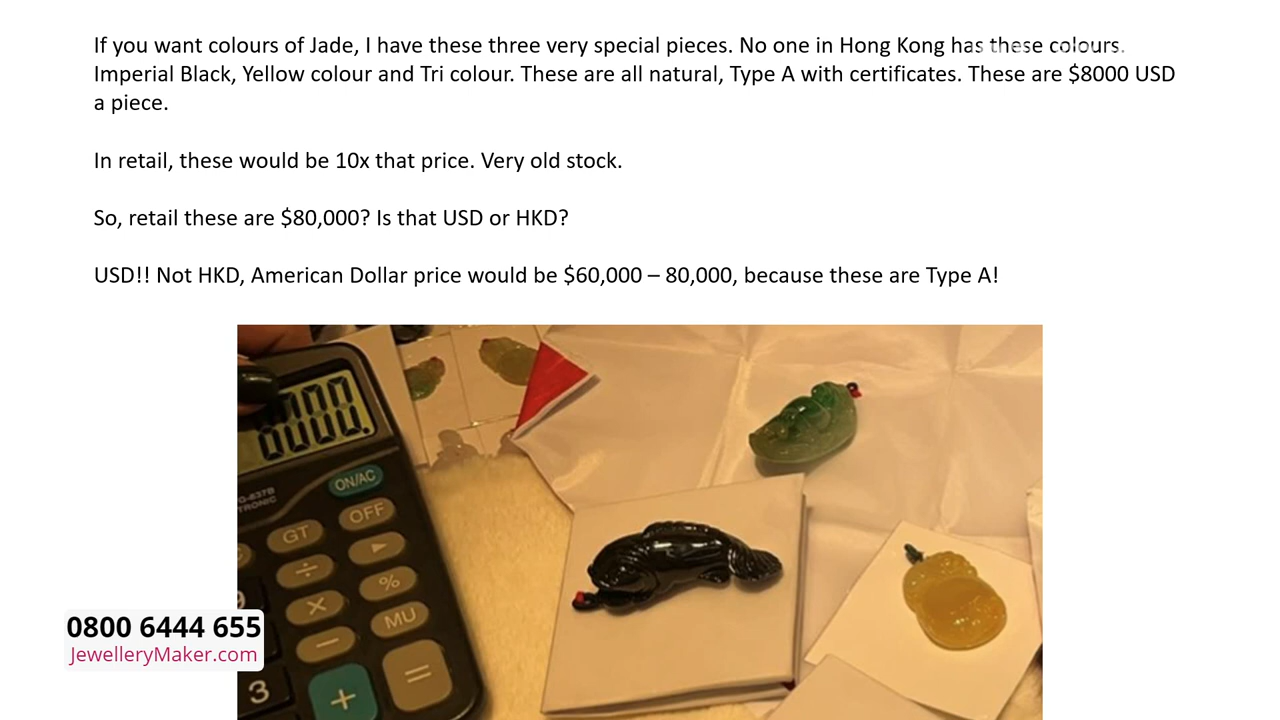 If you want colours of Jade, I have these three very special pieces. No one in Hong Kong has these colours.
Imperial Black, Yellow colour and Tri colour. These are all natural, Type A with certificates. These are $8000 USD
a piece.
In retail, these would be 10x that price. Very old stock.
So, retail these are $80,000? Is that USD or HKD?
USD!! Not HKD, American Dollar price would be $60,000 – 80,000, because these are Type A!
ON/AC
OFF
GT
÷
%
×
MU
−
=
3
+
0800 6444 655
JewelleryMaker.com